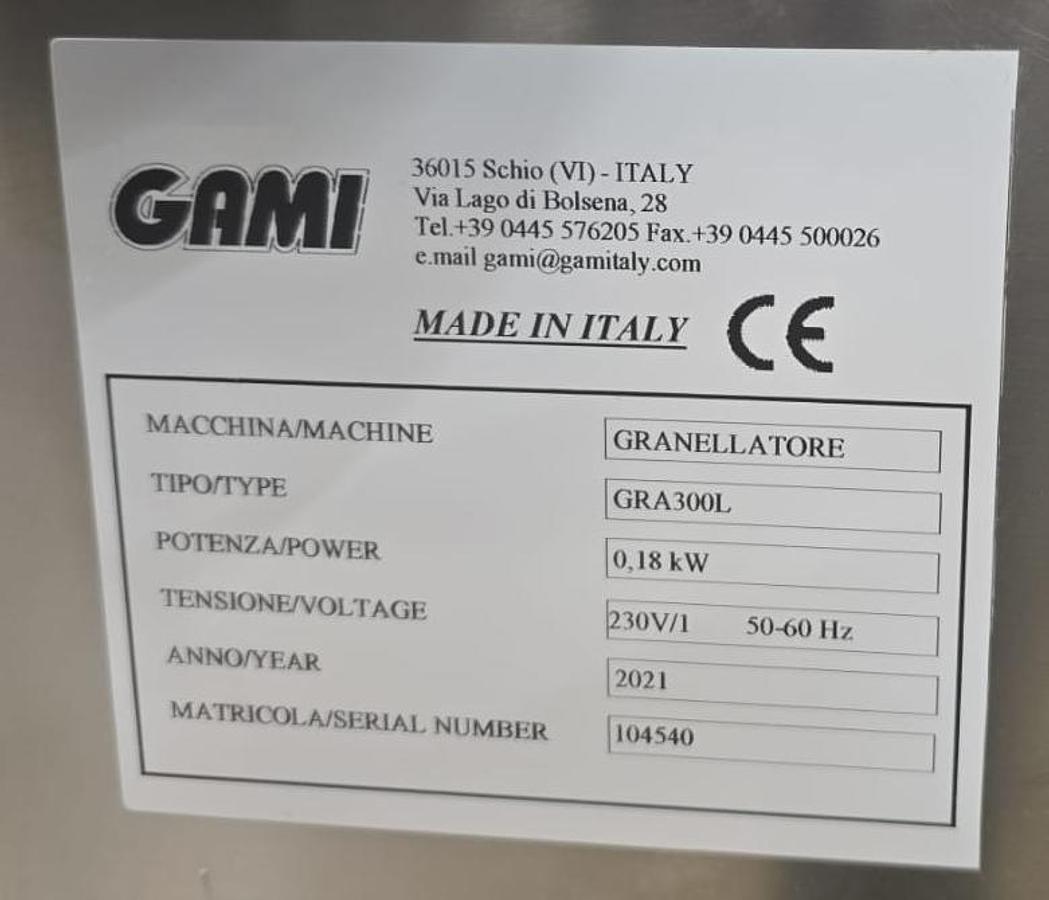 GAMI
36015 Schio (VI) - ITALY
Via Lago di Bolsena, 28
Tel.+39 0445 576205 Fax.+39 0445 500026
e.mail gami@gamitaly.com
MADE IN ITALY CE
MACCHINA/MACHINE GRANELLATORE
TIPO/TYPE GRA300L
POTENZA/POWER 0,18 kW
TENSIONE/VOLTAGE 230V/1 50-60 Hz
ANNO/YEAR 2021
MATRICOLA/SERIAL NUMBER 104540